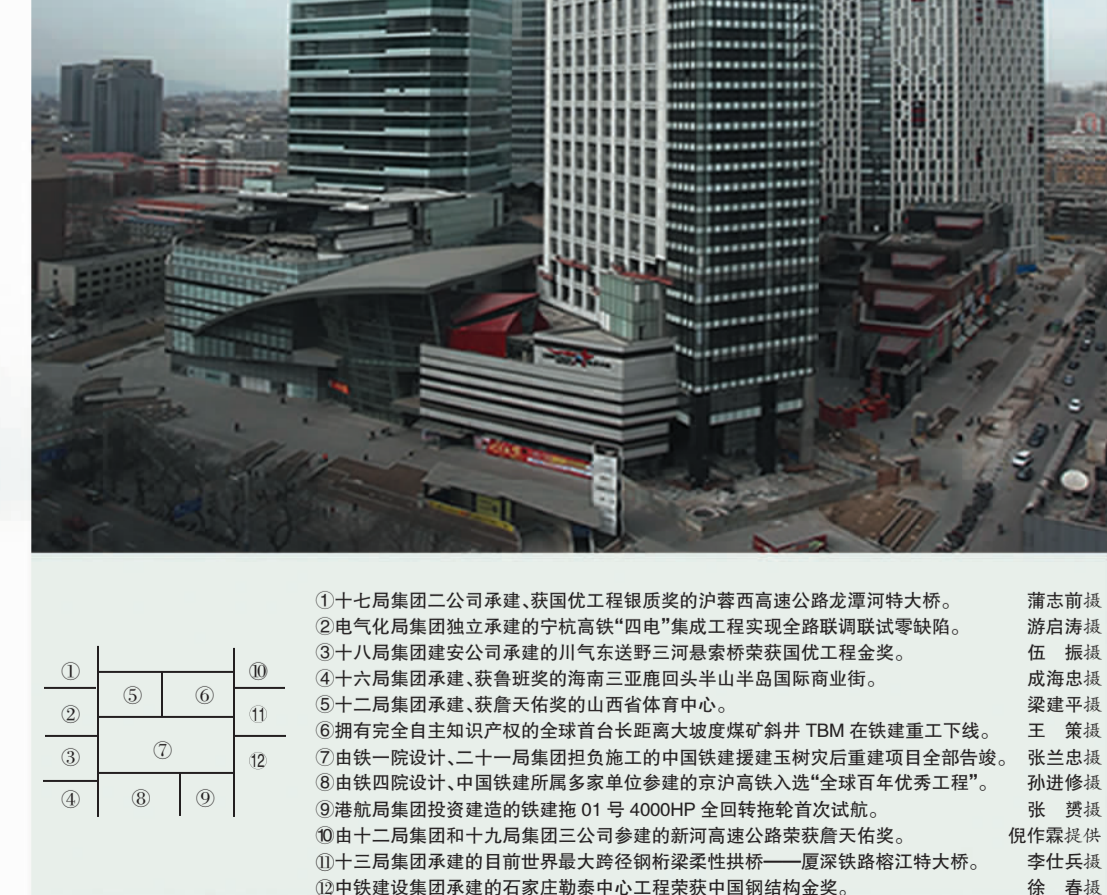 ①十七局集团二公司承建、获国优工程银质奖的沪蓉西高速公路龙潭河特大桥。 蒲志前摄
②电气化局集团独立承建的宁杭高铁“四电”集成工程实现全路联调联试零缺陷。 游启涛摄
③十八局集团建安公司承建的川气东送野三河悬索桥荣获国优工程金奖。 伍　振摄
④十六局集团承建、获鲁班奖的海南三亚鹿回头半山半岛国际商业街。 成海忠摄
⑤十二局集团承建、获詹天佑奖的山西省体育中心。 梁建平摄
⑥拥有完全自主知识产权的全球首台长距离大坡度煤矿斜井 TBM 在铁建重工下线。 王　策摄
⑦由铁一院设计、二十一局集团担负施工的中国铁建援建玉树灾后重建项目全部告竣。 张兰忠摄
⑧由铁四院设计、中国铁建所属多家单位参建的京沪高铁入选“全球百年优秀工程”。 孙进修摄
⑨港航局集团投资建造的铁建拖 01 号 4000HP 全回转拖轮首次试航。 张　赟摄
⑩由十二局集团和十九局集团三公司参建的新河高速公路荣获詹天佑奖。 倪作霖提供
⑪十三局集团承建的目前世界最大跨径钢桁梁柔性拱桥——厦深铁路榕江特大桥。 李仕兵摄
⑫中铁建设集团承建的石家庄勒泰中心工程荣获中国钢结构金奖。 徐　春摄
① ⑩
⑤ ⑥
② ⑪
⑦
③ ⑫
④ ⑧ ⑨